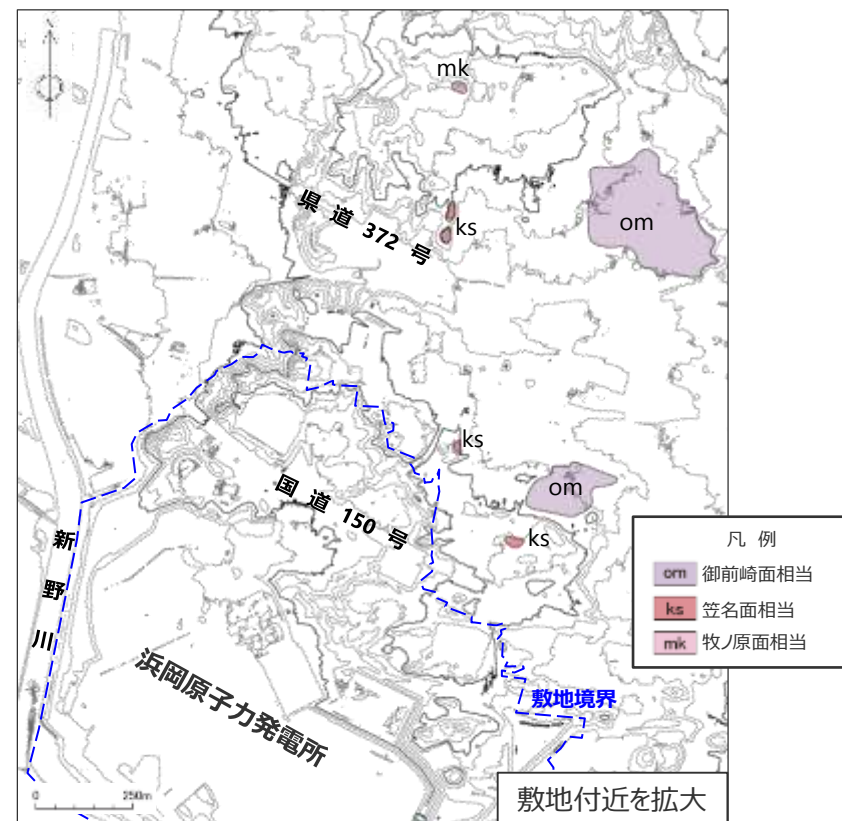 N
mk
県道372号
ks
om
ks
国道150号
om
ks
新野川
浜岡原子力発電所
敷地境界
凡 例
om 御前崎面相当
ks 笠名面相当
mk 牧ノ原面相当
0 250m
敷地付近を拡大